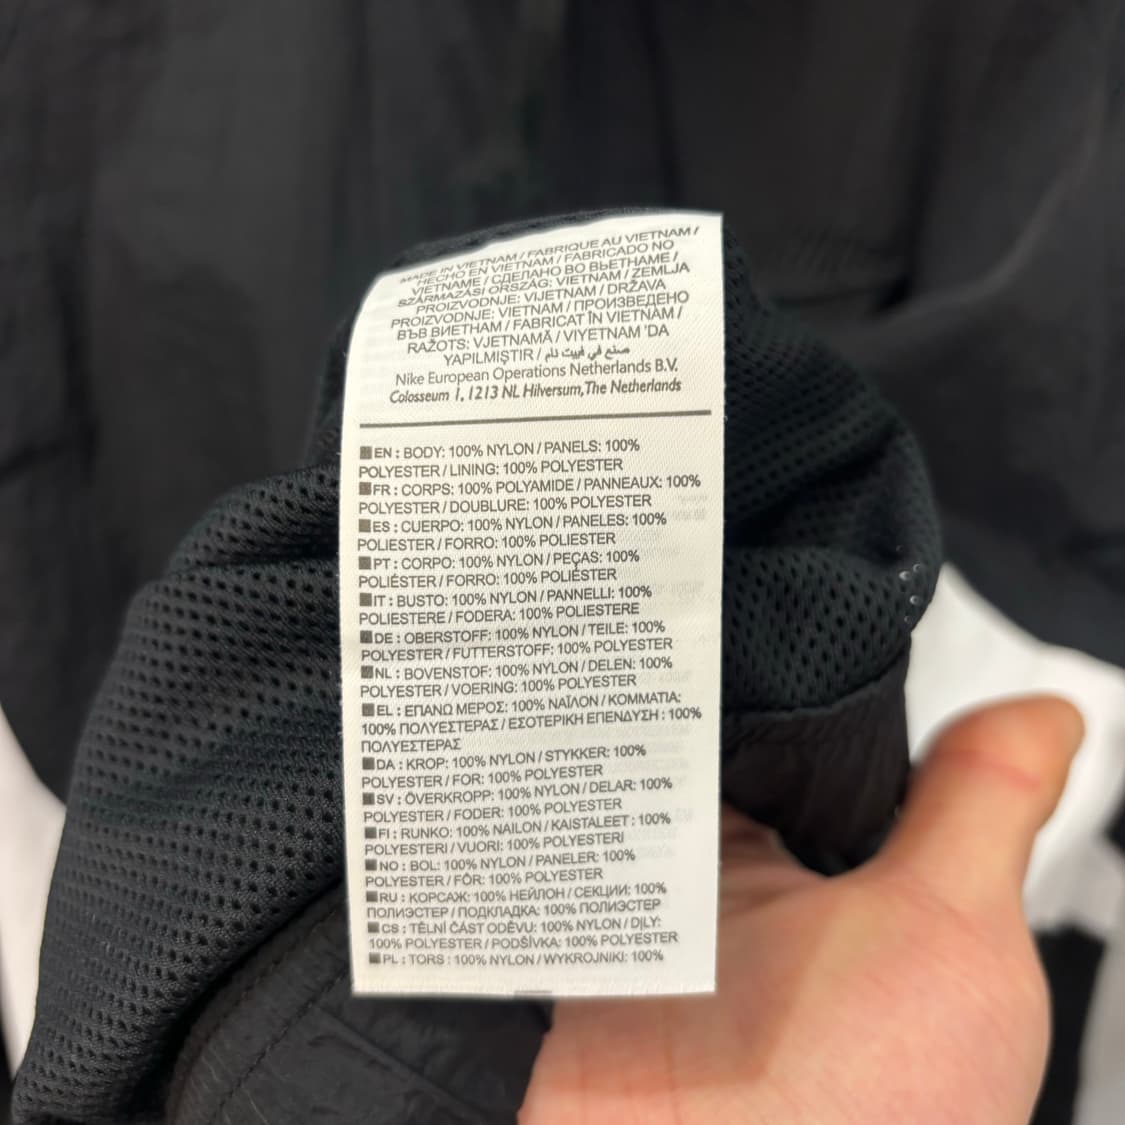 MADE IN VIETNAM / FABRIQUE AU VIETNAM /
HECHO EN VIETNAM / FABRICADO NO
VIETNAME / СДЕЛАНО ВО ВЬЕТНАМЕ /
SZÁRMAZÁSI ORSZÁG: VIETNAM / ZEMLJA
PROIZVODNJE: VIJETNAM / DRŽAVA
PROIZVODNJE: VIETNAM / ПРОИЗВЕДЕНО
ВЪВ ВИЕТНАМ / FABRICAT ÎN VIETNAM /
RAŽOTS: VJETNAMĀ / VIYETNAM 'DA
YAPILMIŞTIR / صنع في فييت نام
Nike European Operations Netherlands B.V.
Colosseum 1, 1213 NL Hilversum, The Netherlands
EN : BODY: 100% NYLON / PANELS: 100%
POLYESTER / LINING: 100% POLYESTER
FR : CORPS: 100% POLYAMIDE / PANNEAUX: 100%
POLYESTER / DOUBLURE: 100% POLYESTER
ES : CUERPO: 100% NYLON / PANELES: 100%
POLIESTER / FORRO: 100% POLIESTER
PT : CORPO: 100% NYLON / PEÇAS: 100%
POLIÉSTER / FORRO: 100% POLIÉSTER
IT : BUSTO: 100% NYLON / PANNELLI: 100%
POLIESTERE / FODERA: 100% POLIESTERE
DE : OBERSTOFF: 100% NYLON / TEILE: 100%
POLYESTER / FUTTERSTOFF: 100% POLYESTER
NL : BOVENSTOF: 100% NYLON / DELEN: 100%
POLYESTER / VOERING: 100% POLYESTER
EL : ΕΠΑΝΩ ΜΕΡΟΣ: 100% ΝΑΪΛΟΝ / ΚΟΜΜΑΤΙΑ:
100% ΠΟΛΥΕΣΤΕΡΑΣ / ΕΣΩΤΕΡΙΚΗ ΕΠΕΝΔΥΣΗ : 100%
ΠΟΛΥΕΣΤΕΡΑΣ
DA : KROP: 100% NYLON / STYKKER: 100%
POLYESTER / FOR: 100% POLYESTER
SV : ÖVERKROPP: 100% NYLON / DELAR: 100%
POLYESTER / FODER: 100% POLYESTER
FI : RUNKO: 100% NAILON / KAISTALEET : 100%
POLYESTERI / VUORI: 100% POLYESTERI
NO : BOL: 100% NYLON / PANELER: 100%
POLYESTER / FÔR: 100% POLYESTER
RU : КОРСАЖ: 100% НЕЙЛОН / СЕКЦИИ: 100%
ПОЛИЭСТЕР / ПОДКЛАДКА: 100% ПОЛИЭСТЕР
CS : TĚLNÍ ČÁST ODĚVU: 100% NYLON / DÍLY:
100% POLYESTER / PODŠÍVKA: 100% POLYESTER
PL : TORS : 100% NYLON / WYKROJNIKI: 100%